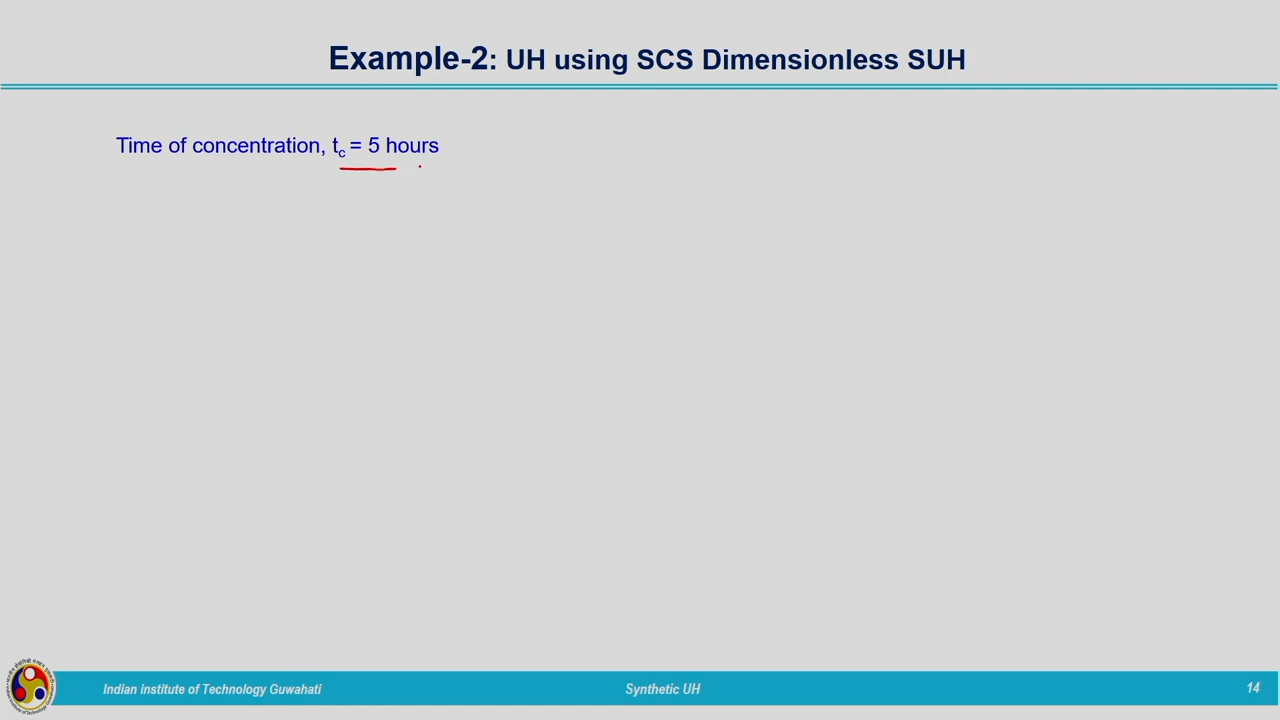 Example-2: UH using SCS Dimensionless SUH
Time of concentration, tc = 5 hours
Indian institute of Technology Guwahati
Synthetic UH
14